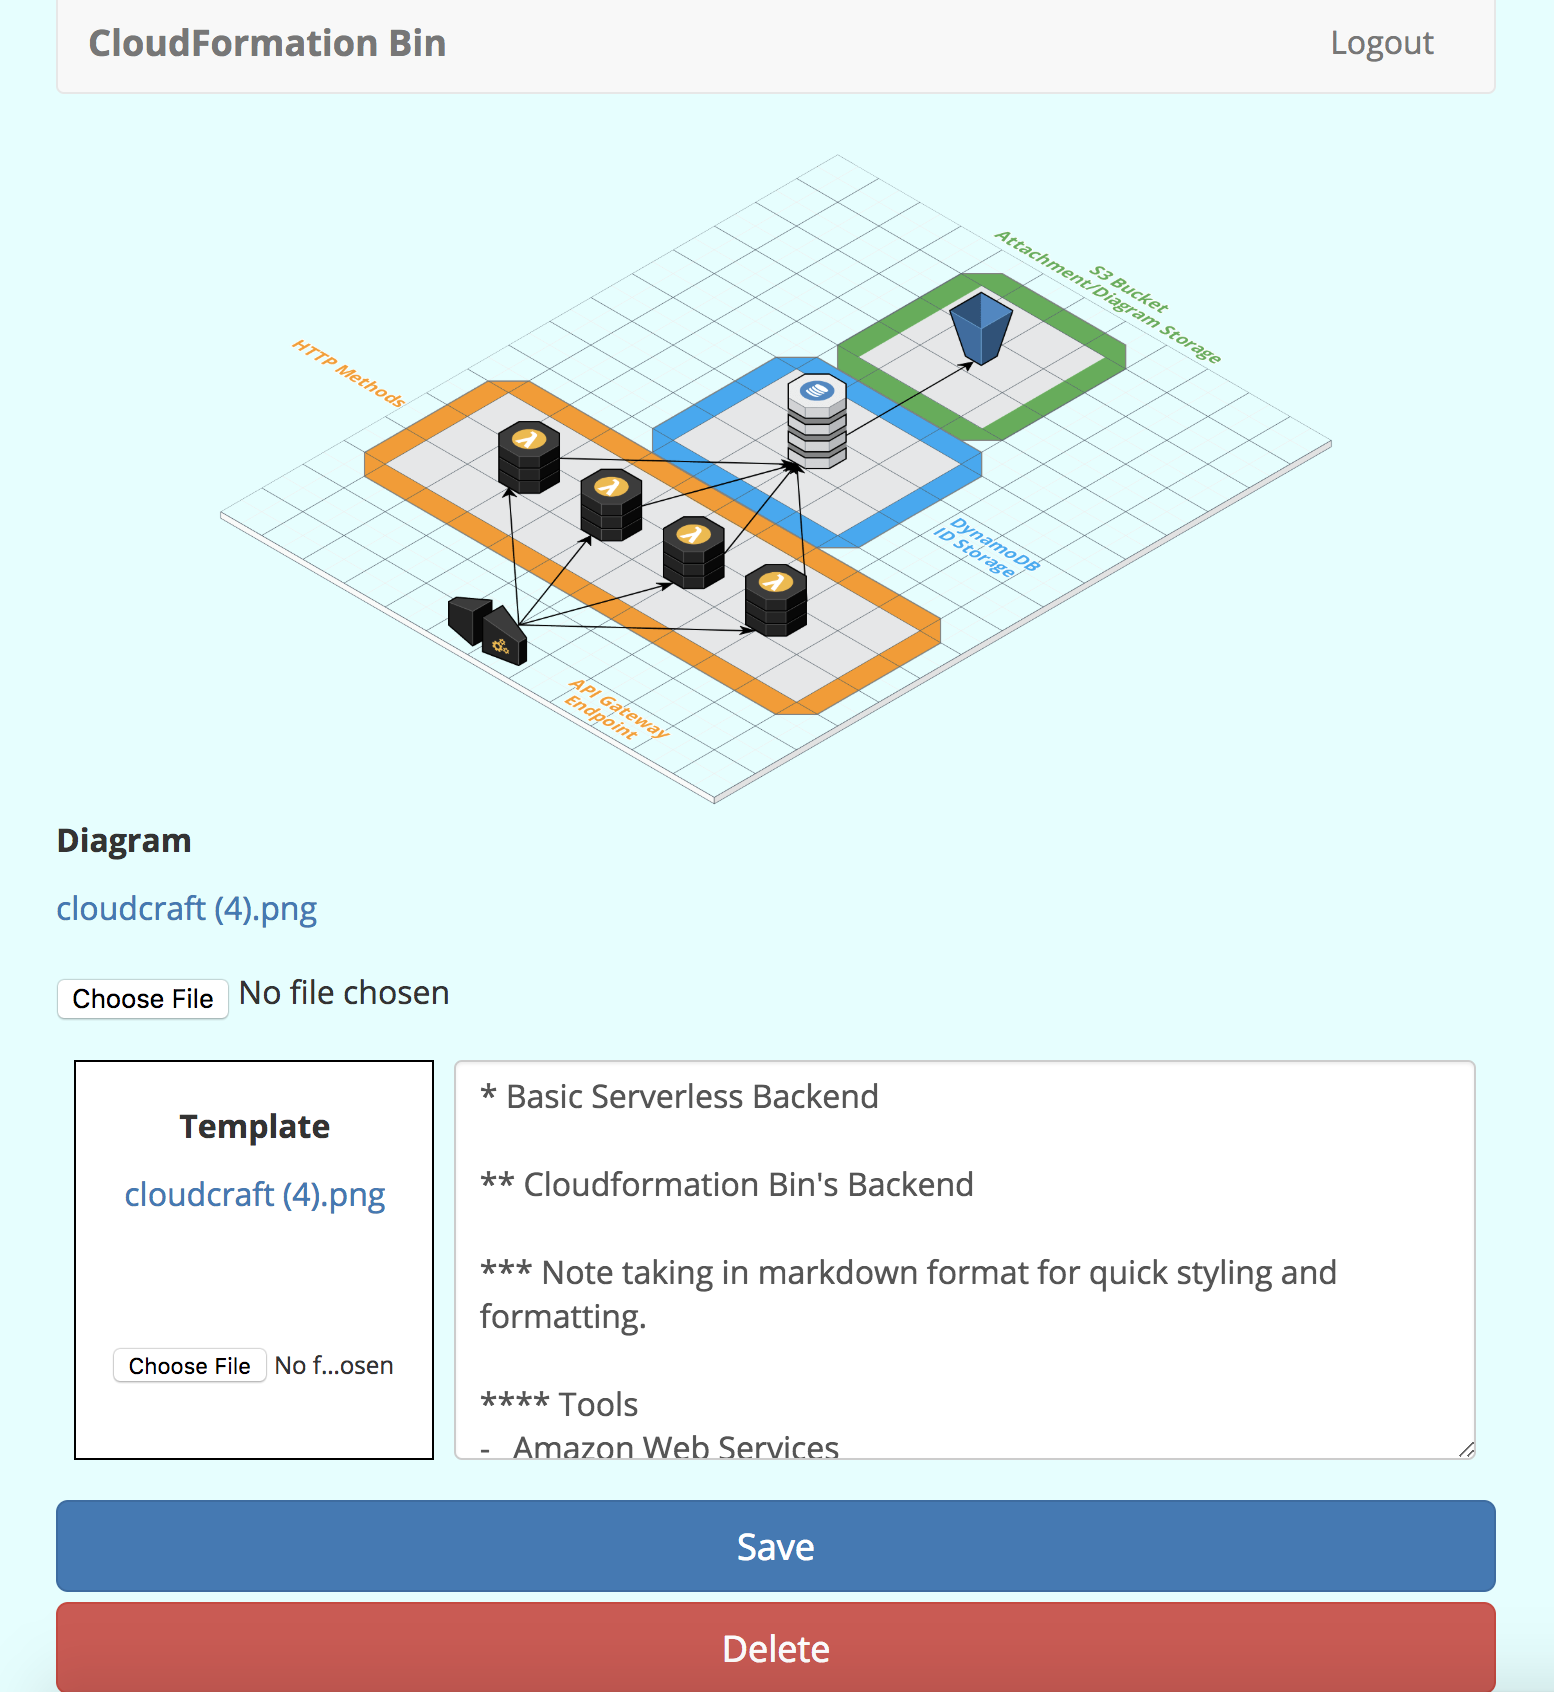 CloudFormation Bin
Logout
S3 Bucket
Attachment/Diagram Storage
HTTP Methods
DynamoDB
ID Storage
API Gateway
Endpoint
Diagram
cloudcraft (4).png
Choose File No file chosen
Template
cloudcraft (4).png
Choose File No f...osen
* Basic Serverless Backend
** Cloudformation Bin's Backend
*** Note taking in markdown format for quick styling and
formatting.
**** Tools
- Amazon Web Services
Save
Delete